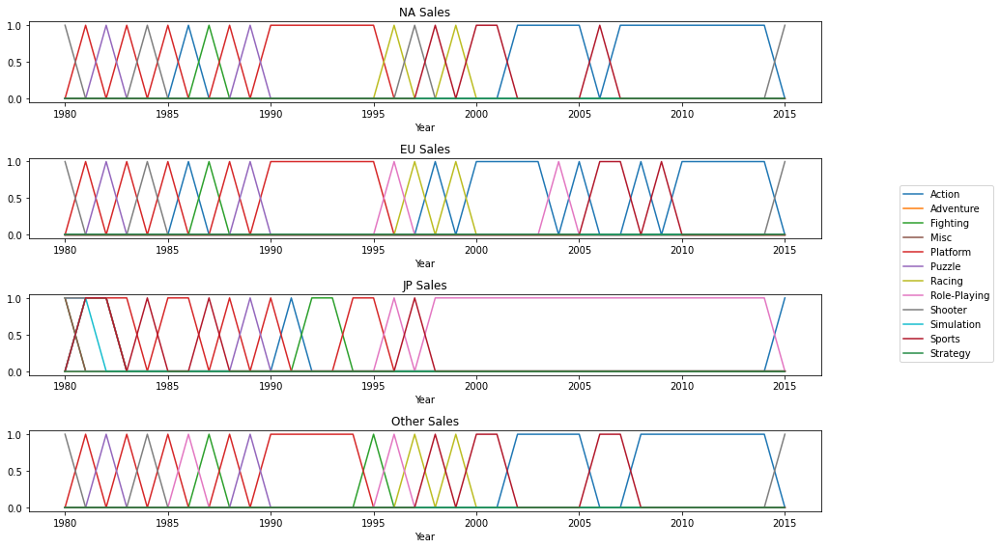 NA Sales
1.0
0.5
0.0
1980 1985 1990 1995 2000 2005 2010 2015
Year
EU Sales
1.0
0.5
0.0
1980 1985 1990 1995 2000 2005 2010 2015
Year
JP Sales
1.0
0.5
0.0
1980 1985 1990 1995 2000 2005 2010 2015
Year
Other Sales
1.0
0.5
0.0
1980 1985 1990 1995 2000 2005 2010 2015
Year
Action
Adventure
Fighting
Misc
Platform
Puzzle
Racing
Role-Playing
Shooter
Simulation
Sports
Strategy